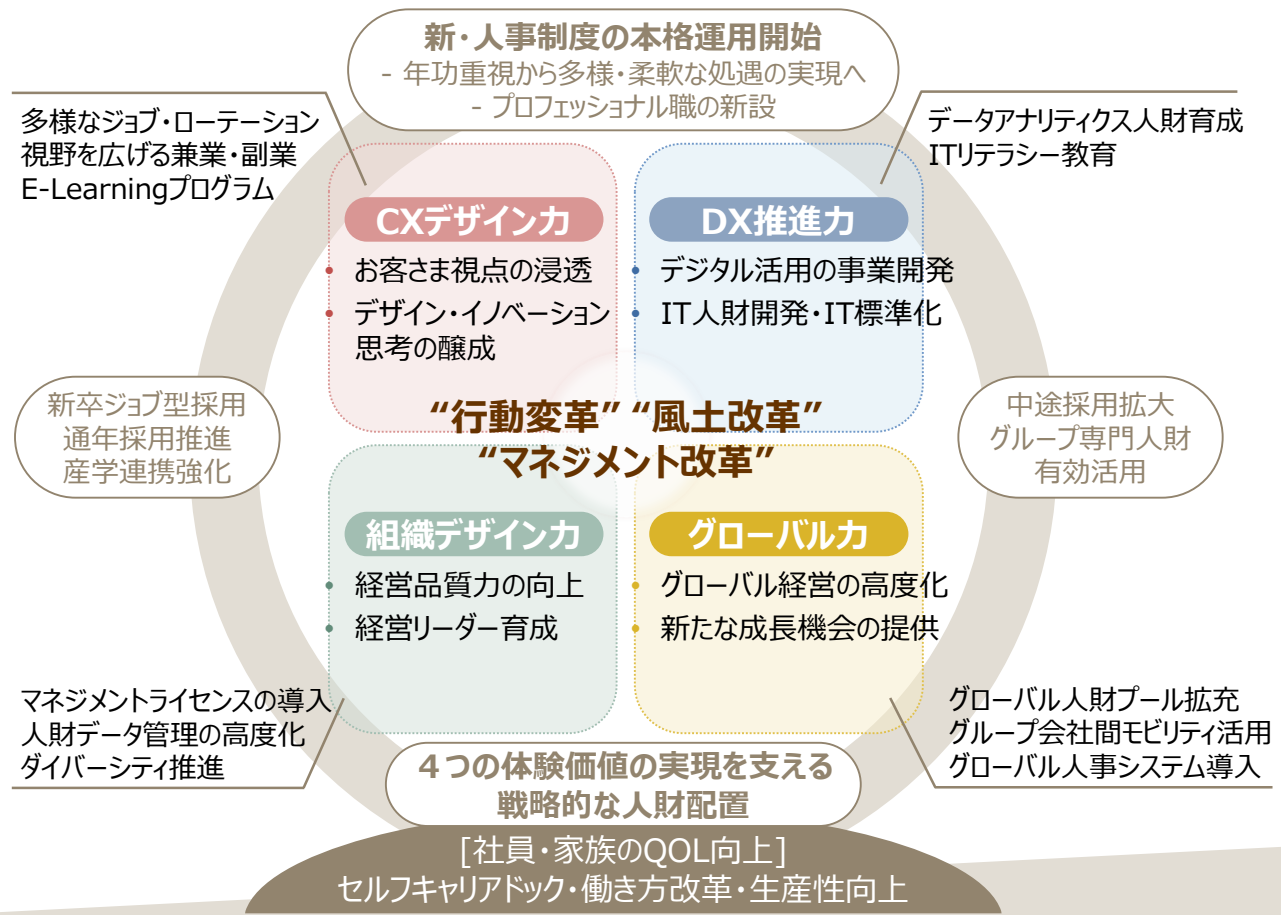 新・人事制度の本格運用開始
- 年功重視から多様・柔軟な処遇の実現へ
- プロフェッショナル職の新設
多様なジョブ・ローテーション
視野を広げる兼業・副業
E-Learningプログラム
データアナリティクス人財育成
ITリテラシー教育
CXデザイン力
• お客さま視点の浸透
• デザイン・イノベーション
思考の醸成
DX推進力
• デジタル活用の事業開発
• IT人財開発・IT標準化
新卒ジョブ型採用
通年採用推進
産学連携強化
“行動変革” “風土改革”
“マネジメント改革”
中途採用拡大
グループ専門人財
有効活用
組織デザイン力
• 経営品質力の向上
• 経営リーダー育成
グローバル力
• グローバル経営の高度化
• 新たな成長機会の提供
マネジメントライセンスの導入
人財データ管理の高度化
ダイバーシティ推進
グローバル人財プール拡充
グループ会社間モビリティ活用
グローバル人事システム導入
４つの体験価値の実現を支える
戦略的な人財配置
[社員・家族のQOL向上]
セルフキャリアドック・働き方改革・生産性向上